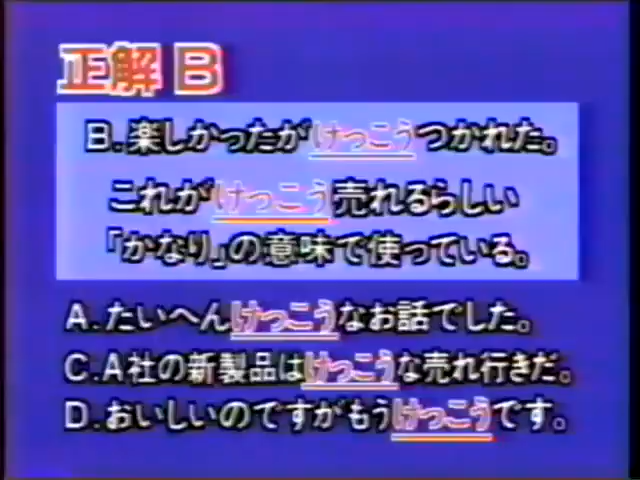 正解 B
B.楽しかったがけっこうつかれた。
これがけっこう売れるらしい
「かなり」の意味で使っている。
A.たいへんけっこうなお話でした。
C.A社の新製品はけっこうな売れ行きだ。
D.おいしいのですがもうけっこうです。